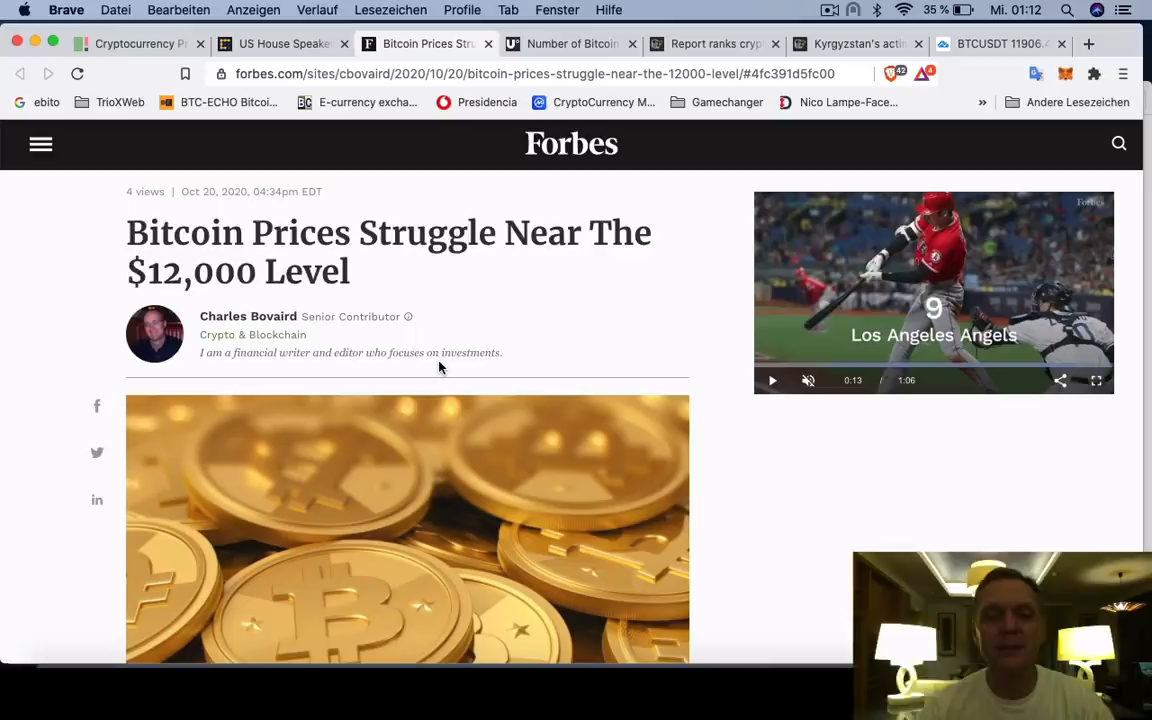 Brave Datei Bearbeiten Anzeigen Verlauf Lesezeichen Profile Tab Fenster Hilfe 35 % Mi. 01:12
Cryptocurrency Pr
US House Speake
Bitcoin Prices Stru
Number of Bitcoin
Report ranks cryp
Kyrgyzstan's actin
BTCUSDT 11906.4
forbes.com/sites/cbovaird/2020/10/20/bitcoin-prices-struggle-near-the-12000-level/#4fc391d5fc00
42
4
ebito TrioXWeb BTC-ECHO Bitcoi... E-currency excha... Presidencia CryptoCurrency M... Gamechanger Nico Lampe-Face... » Andere Lesezeichen
Forbes
4 views | Oct 20, 2020, 04:34pm EDT
Bitcoin Prices Struggle Near The
$12,000 Level
Charles Bovaird Senior Contributor
Crypto & Blockchain
I am a financial writer and editor who focuses on investments.
Forbes
9
Los Angeles Angels
0:13 / 1:06